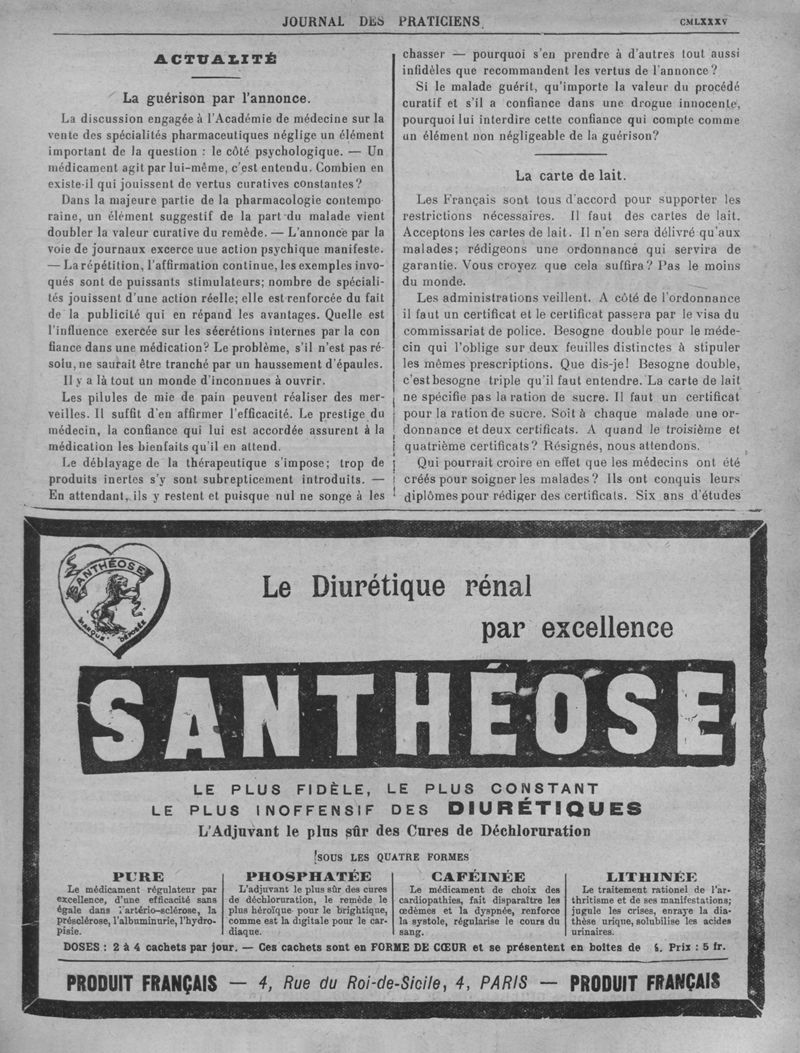 JOURNAL DES PRATICIENS.
CMLXXXV
ACTUALITÉ
La guérison par l'annonce.
La discussion engagée à l'Académie de médecine sur la
vente des spécialités pharmaceutiques néglige un élément
important de la question : le côté psychologique. — Un
médicament agit par lui-même, c'est entendu. Combien en
existe-il qui jouissent de vertus curatives constantes?
Dans la majeure partie de la pharmacologie contempo
raine, un élément suggestif de la part du malade vient
doubler la valeur curative du remède. — L'annonce par la
voie de journaux excerce uue action psychique manifeste.
— La répétition, l'affirmation continue, les exemples invo-
qués sont de puissants stimulateurs; nombre de spéciali-
tés jouissent d'une action réelle; elle est renforcée du fait
de la publicité qui en répand les avantages. Quelle est
l'influence exercée sur les sécrétions internes par la con
fiance dans une médication? Le problème, s'il n'est pas ré-
solu, ne saurait être tranché par un haussement d'épaules.
Il y a là tout un monde d'inconnues à ouvrir.
Les pilules de mie de pain peuvent réaliser des mer-
veilles. Il suffit d'en affirmer l'efficacité. Le prestige du
médecin, la confiance qui lui est accordée assurent à la
médication les bienfaits qu'il en attend.
Le déblayage de la thérapeutique s'impose; trop de
produits inertes s'y sont subrepticement introduits. —
En attendant, ils y restent et puisque nul ne songe à les
chasser — pourquoi s'en prendre à d'autres tout aussi
infidèles que recommandent les vertus de l'annonce?
Si le malade guérit, qu'importe la valeur du procédé
curatif et s'il a confiance dans une drogue innocente,
pourquoi lui interdire cette confiance qui compte comme
un élément non négligeable de la guérison?
La carte de lait.
Les Français sont tous d'accord pour supporter les
restrictions nécessaires. Il faut des cartes de lait.
Acceptons les cartes de lait. Il n'en sera délivré qu'aux
malades; rédigeons une ordonnance qui servira de
garantie. Vous croyez que cela suffira? Pas le moins
du monde.
Les administrations veillent. A côté de l'ordonnance
il faut un certificat et le certificat passera par le visa du
commissariat de police. Besogne double pour le méde-
cin qui l'oblige sur deux feuilles distinctes à stipuler
les mêmes prescriptions. Que dis-je! Besogne double,
c'est besogne triple qu'il faut entendre. La carte de lait
ne spécifie pas la ration de sucre. Il faut un certificat
pour la ration de sucre. Soit à chaque malade une or-
donnance et deux certificats. A quand le troisième et
quatrième certificats? Résignés, nous attendons.
Qui pourrait croire en effet que les médecins ont été
créés pour soigner les malades? Ils ont conquis leurs
diplômes pour rédiger des certificats. Six ans d'études
SANTHÉOSE
MARQUE DÉPOSÉE
Le Diurétique rénal
par excellence
SANTHÉOSE
LE PLUS FIDÈLE, LE PLUS CONSTANT
LE PLUS INOFFENSIF DES DIURÉTIQUES
L'Adjuvant le plus sûr des Cures de Déchloruration
SOUS LES QUATRE FORMES
PURE
Le médicament régulateur par
excellence, d'une efficacité sans
égale dans l'artério-sclérose, la
présclérose, l'albuminurie, l'hydro-
pisie.
PHOSPHATÉE
L'adjuvant le plus sûr des cures
de déchloruration, le remède le
plus héroïque pour le brightique,
comme est la digitale pour le car-
diaque.
CAFÉINÉE
Le médicament de choix des
cardiopathies, fait disparaître les
œdèmes et la dyspnée, renforce
la systole, régularise le cours du
sang.
LITHINÉE
Le traitement rationel de l'ar-
thritisme et de ses manifestations;
jugule les crises, enraye la dia-
thèse urique, solubilise les acides
urinaires.
DOSES : 2 à 4 cachets par jour. — Ces cachets sont en FORME DE CŒUR et se présentent en boîtes de Prix : 5 fr.
PRODUIT FRANÇAIS — 4, Rue du Roi-de-Sicile, 4, PARIS — PRODUIT FRANÇAIS